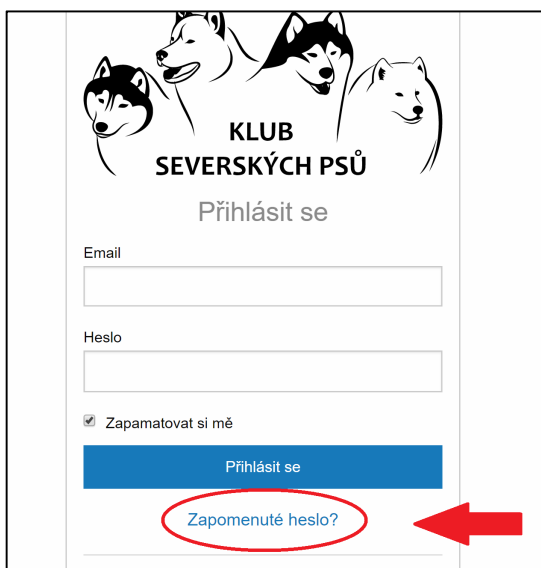 KLUB
SEVERSKÝCH PSŮ
Přihlásit se
Email
Heslo
Zapamatovat si mě
Přihlásit se
Zapomenuté heslo?